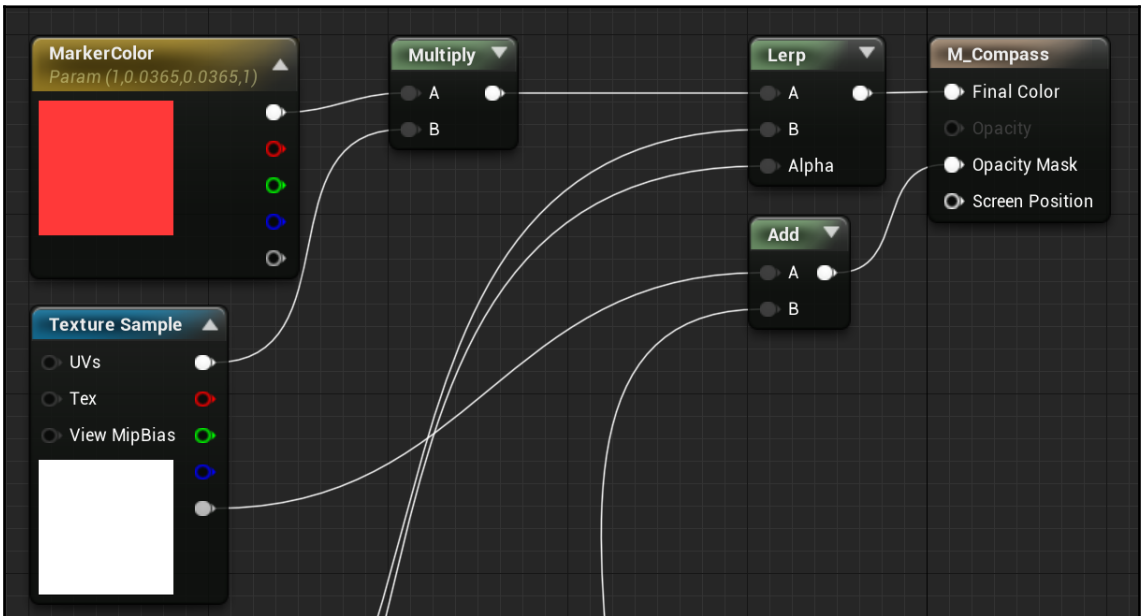 MarkerColor
Param (1,0.0365,0.0365,1)
Multiply
A
B
Lerp
A
B
Alpha
M_Compass
Final Color
Opacity
Opacity Mask
Screen Position
Add
A
B
Texture Sample
UVs
Tex
View MipBias